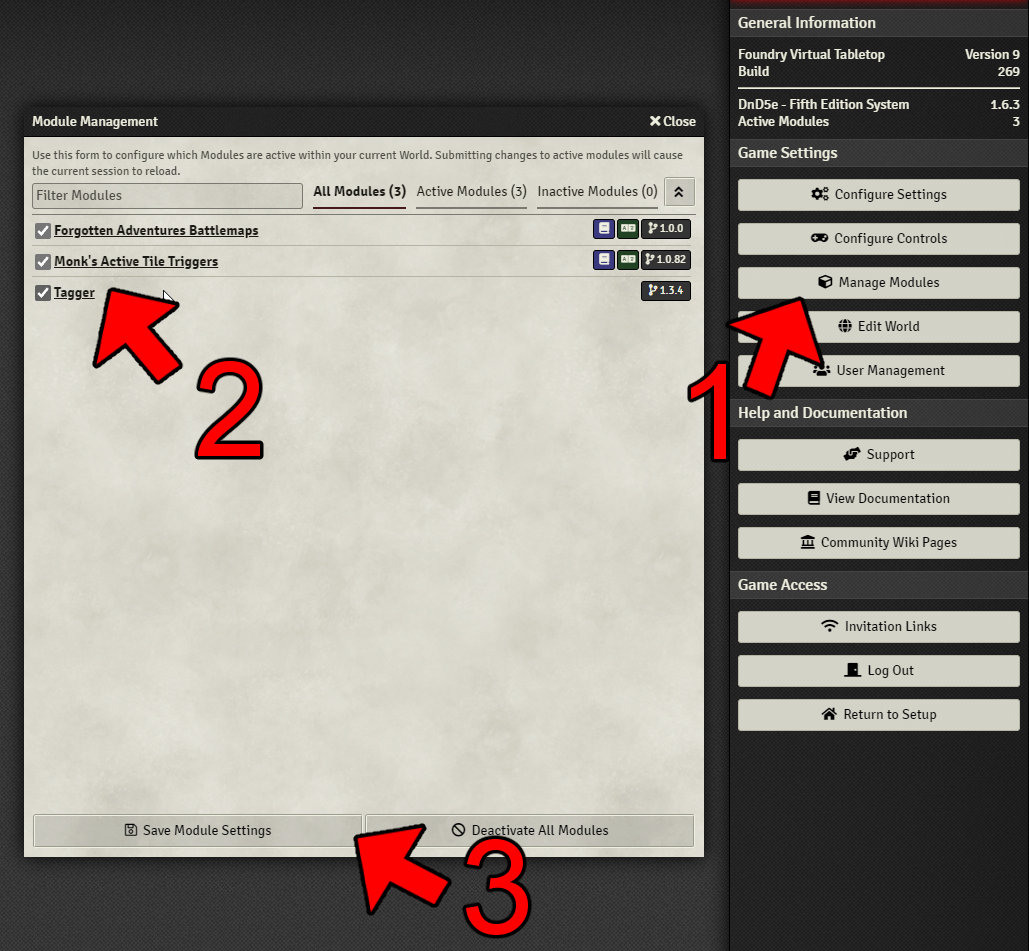 Module Management
Close
Use this form to configure which Modules are active within your current World. Submitting changes to active modules will cause
the current session to reload.
Filter Modules
All Modules (3)
Active Modules (3)
Inactive Modules (0)
Forgotten Adventures Battlemaps
1.0.0
Monk's Active Tile Triggers
1.0.82
Tagger
1.3.4
2
Save Module Settings
Deactivate All Modules
3
General Information
Foundry Virtual Tabletop
Version 9
Build
269
DnD5e - Fifth Edition System
1.6.3
Active Modules
3
Game Settings
Configure Settings
Configure Controls
Manage Modules
1
Edit World
User Management
Help and Documentation
Support
View Documentation
Community Wiki Pages
Game Access
Invitation Links
Log Out
Return to Setup